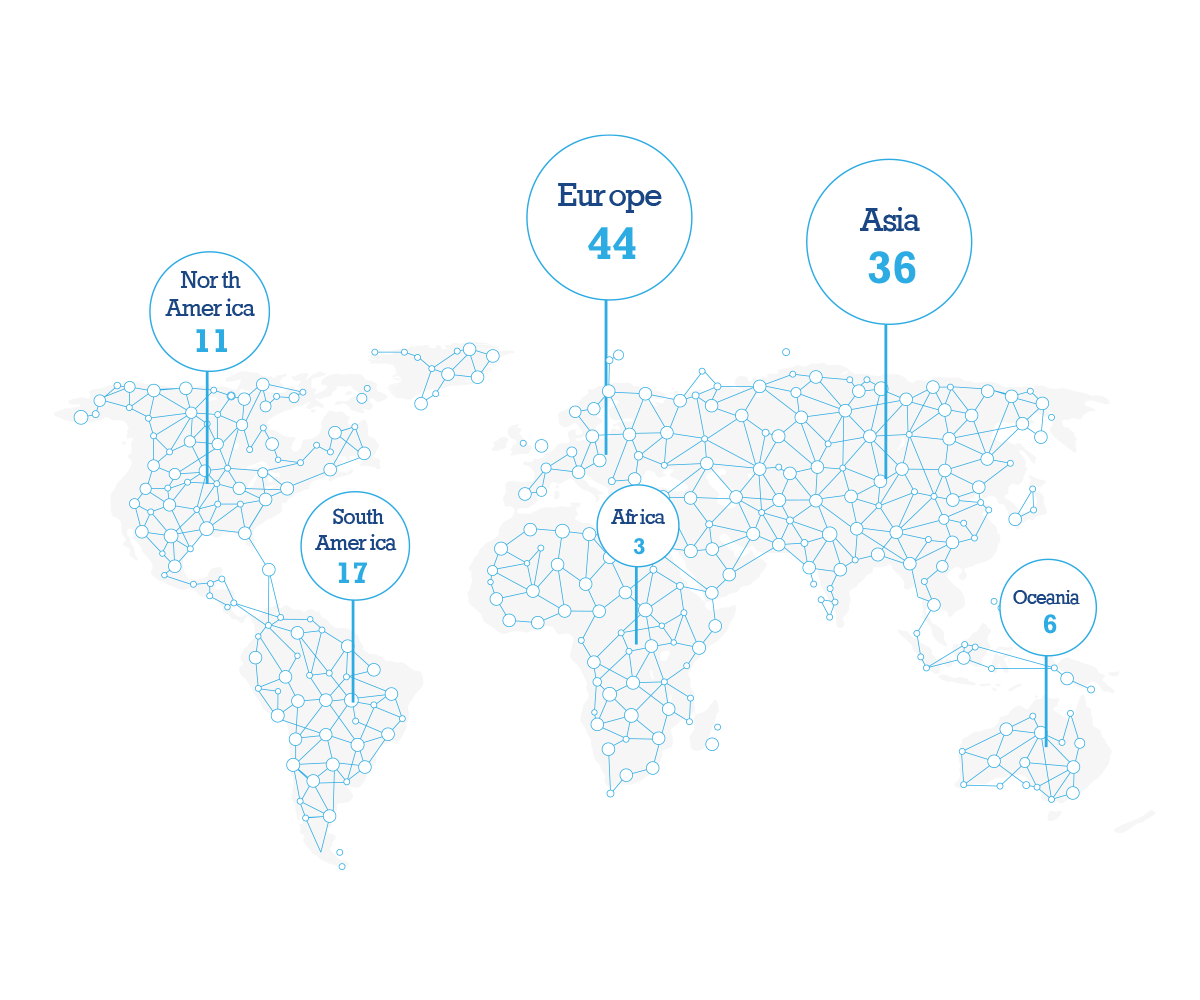 Europe
44
Asia
36
North
America
11
South
America
17
Africa
3
Oceania
6